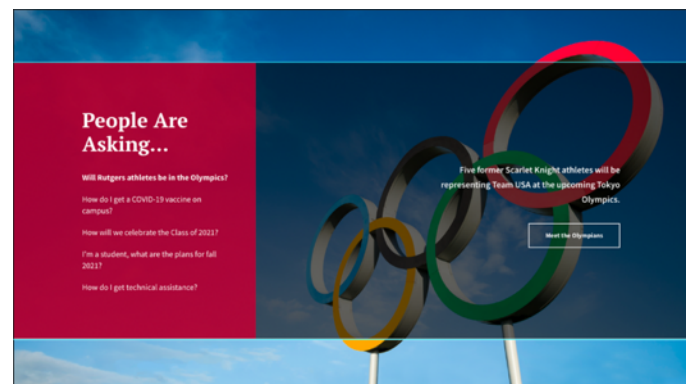 People Are
Asking...
Will Rutgers athletes be in the Olympics?
How do I get a COVID-19 vaccine on
campus?
How will we celebrate the Class of 2021?
I'm a student, what are the plans for fall
2021?
How do I get technical assistance?
Five former Scarlet Knight athletes will be
representing Team USA at the upcoming Tokyo
Olympics.
Meet the Olympians